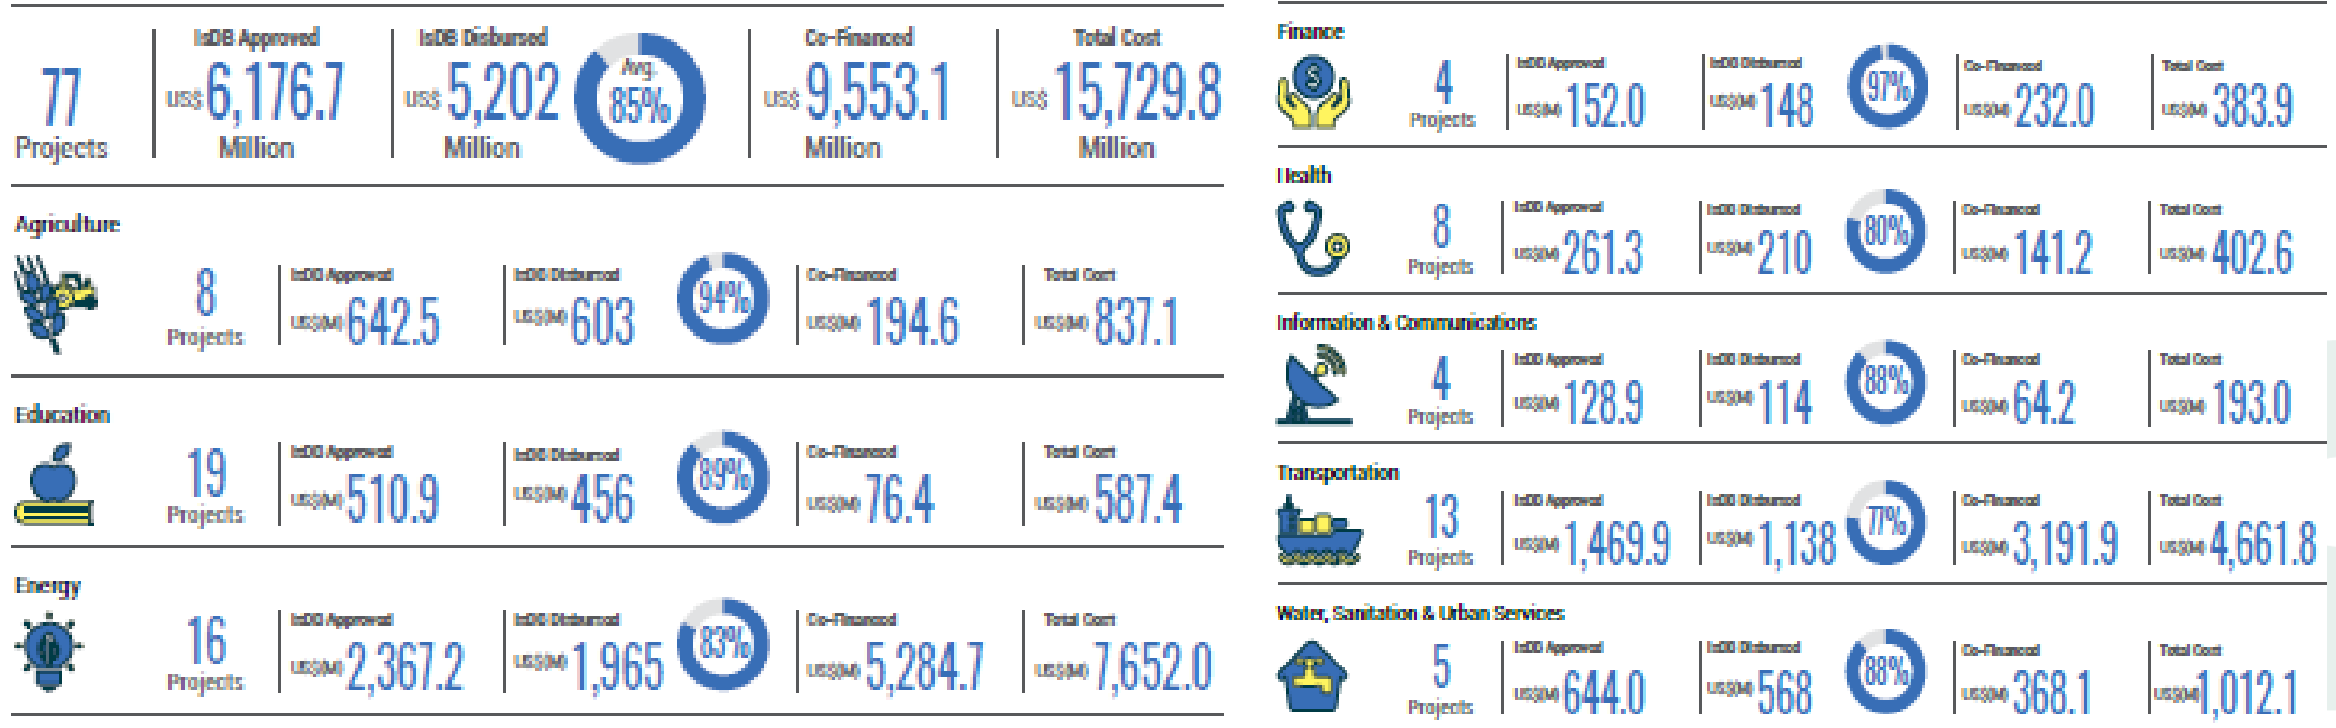 IsDB Approved IsDB Disbursed Co-Financed Total Cost
77 US$ 6,176.7 US$ 5,202 Avg. 85% US$ 9,553.1 US$ 15,729.8
Projects Million Million Million Million
Agriculture
IsDB Approved IsDB Disbursed Co-Financed Total Cost
8 US$(M) 642.5 US$(M) 603 94% US$(M) 194.6 US$(M) 837.1
Projects
Education
IsDB Approved IsDB Disbursed Co-Financed Total Cost
19 US$(M) 510.9 US$(M) 456 89% US$(M) 76.4 US$(M) 587.4
Projects
Energy
IsDB Approved IsDB Disbursed Co-Financed Total Cost
16 US$(M) 2,367.2 US$(M) 1,965 83% US$(M) 5,284.7 US$(M) 7,652.0
Projects
Finance
IsDB Approved IsDB Disbursed Co-Financed Total Cost
4 US$(M) 152.0 US$(M) 148 97% US$(M) 232.0 US$(M) 383.9
Projects
Health
IsDB Approved IsDB Disbursed Co-Financed Total Cost
8 US$(M) 261.3 US$(M) 210 80% US$(M) 141.2 US$(M) 402.6
Projects
Information & Communications
IsDB Approved IsDB Disbursed Co-Financed Total Cost
4 US$(M) 128.9 US$(M) 114 88% US$(M) 64.2 US$(M) 193.0
Projects
Transportation
IsDB Approved IsDB Disbursed Co-Financed Total Cost
13 US$(M) 1,469.9 US$(M) 1,138 77% US$(M) 3,191.9 US$(M) 4,661.8
Projects
Water, Sanitation & Urban Services
IsDB Approved IsDB Disbursed Co-Financed Total Cost
5 US$(M) 644.0 US$(M) 568 88% US$(M) 368.1 US$(M) 1,012.1
Projects